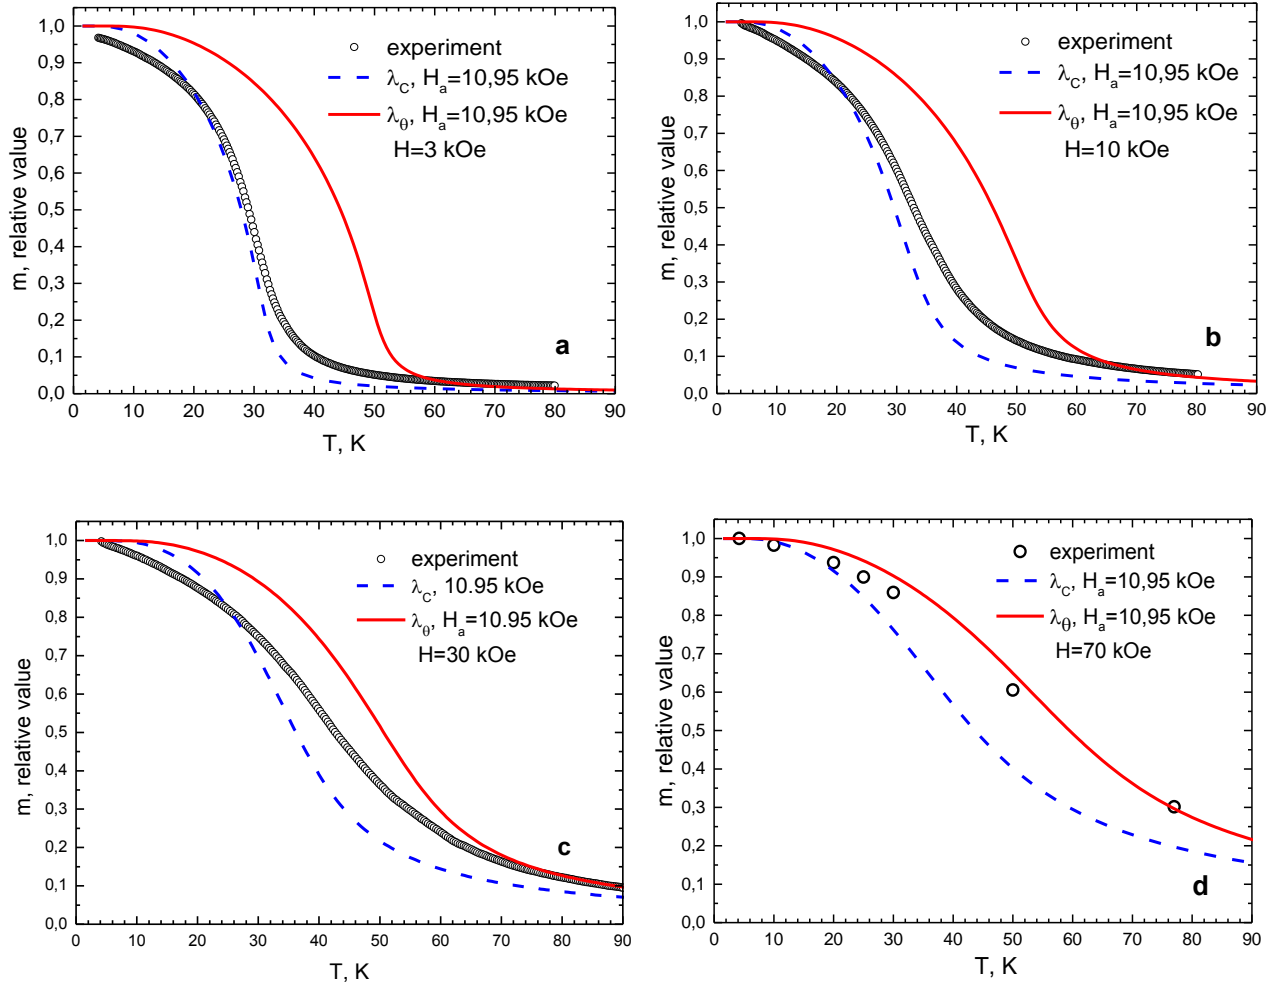 1,0
0,9
0,8
0,7
0,6
0,5
0,4
0,3
0,2
0,1
0,0
m, relative value
experiment
λC, Ha=10,95 kOe
λθ, Ha=10,95 kOe
H=3 kOe
a
0 10 20 30 40 50 60 70 80 90
T, K
1,0
0,9
0,8
0,7
0,6
0,5
0,4
0,3
0,2
0,1
0,0
m, relative value
experiment
λC, Ha=10,95 kOe
λθ, Ha=10,95 kOe
H=10 kOe
b
0 10 20 30 40 50 60 70 80 90
T, K
1,0
0,9
0,8
0,7
0,6
0,5
0,4
0,3
0,2
0,1
0,0
m, relative value
experiment
λC, 10.95 kOe
λθ, Ha=10.95 kOe
H=30 kOe
c
0 10 20 30 40 50 60 70 80 90
T, K
1,0
0,9
0,8
0,7
0,6
0,5
0,4
0,3
0,2
0,1
0,0
m, relative value
experiment
λC, Ha=10,95 kOe
λθ, Ha=10,95 kOe
H=70 kOe
d
0 10 20 30 40 50 60 70 80 90
T, K